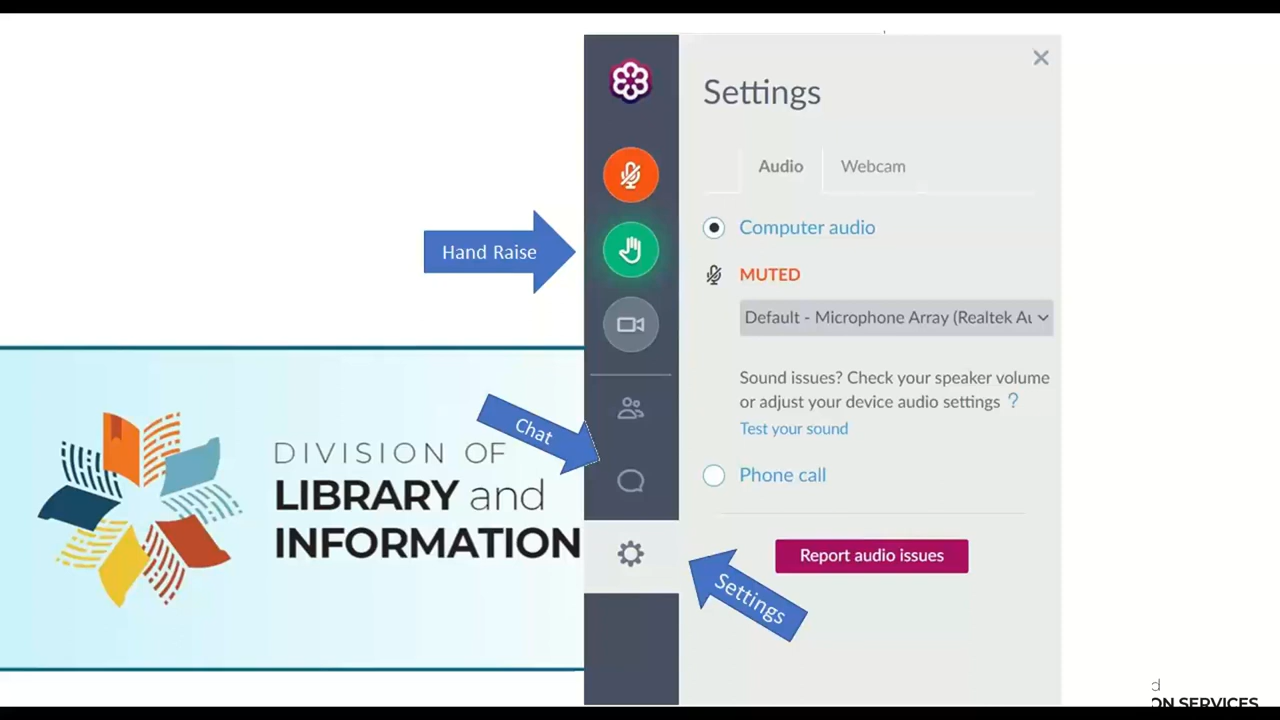 Settings
Audio
Webcam
Computer audio
Hand Raise
MUTED
Default - Microphone Array (Realtek Au
Sound issues? Check your speaker volume
or adjust your device audio settings ?
Test your sound
Chat
DIVISION OF
LIBRARY and
INFORMATION
Phone call
Report audio issues
Settings
d
ON SERVICES